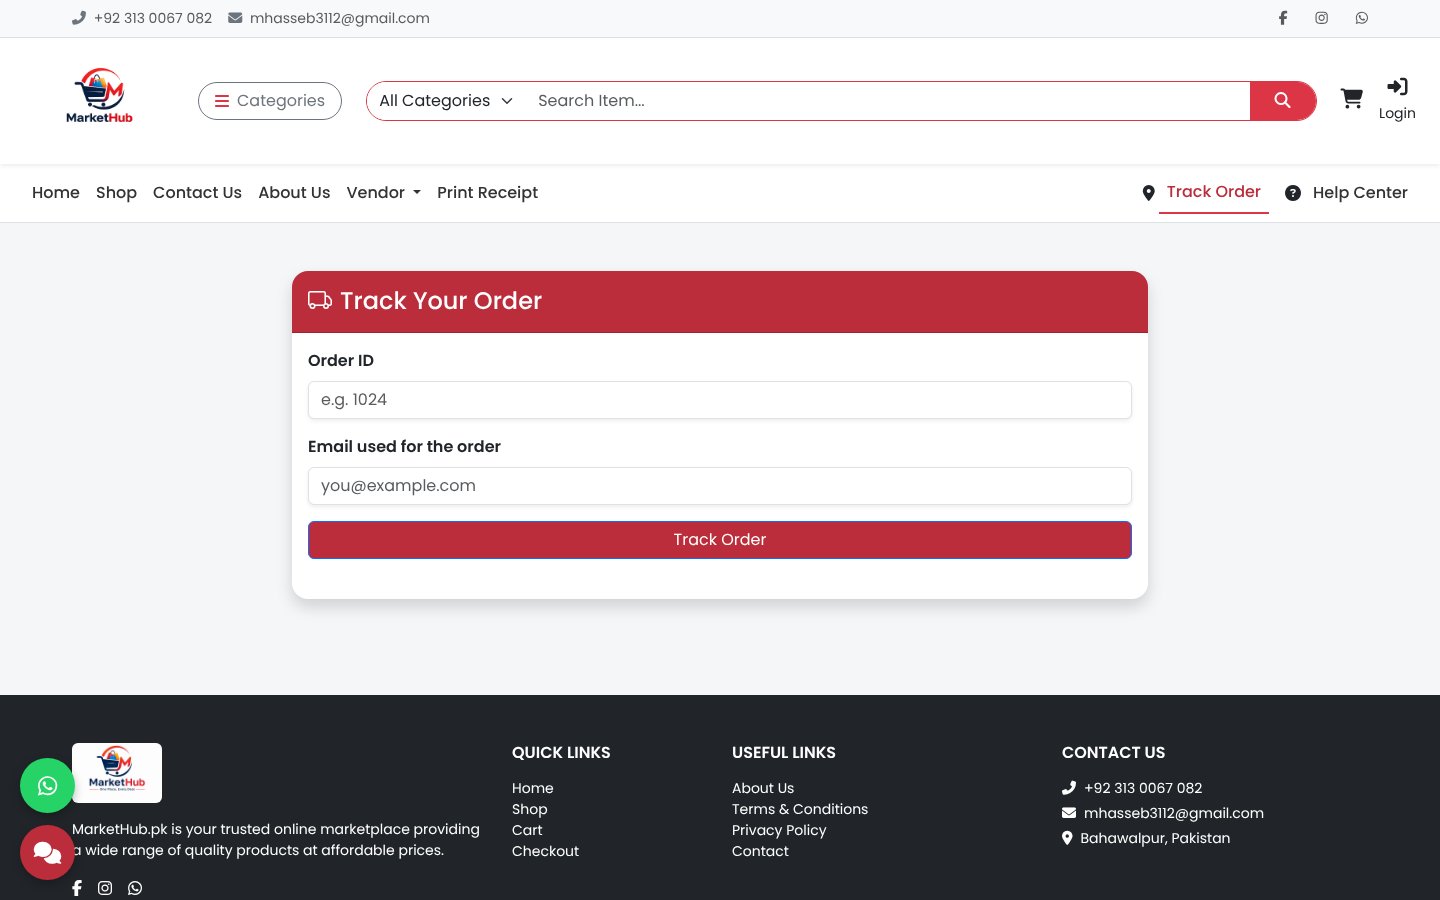 +92 313 0067 082 mhasseb3112@gmail.com
MarketHub
Categories
All Categories
Search Item...
Login
Home Shop Contact Us About Us Vendor Print Receipt
Track Order Help Center
Track Your Order
Order ID
e.g. 1024
Email used for the order
you@example.com
Track Order
MarketHub
One Place, Every Deal
MarketHub.pk is your trusted online marketplace providing
a wide range of quality products at affordable prices.
QUICK LINKS
Home
Shop
Cart
Checkout
USEFUL LINKS
About Us
Terms & Conditions
Privacy Policy
Contact
CONTACT US
+92 313 0067 082
mhasseb3112@gmail.com
Bahawalpur, Pakistan